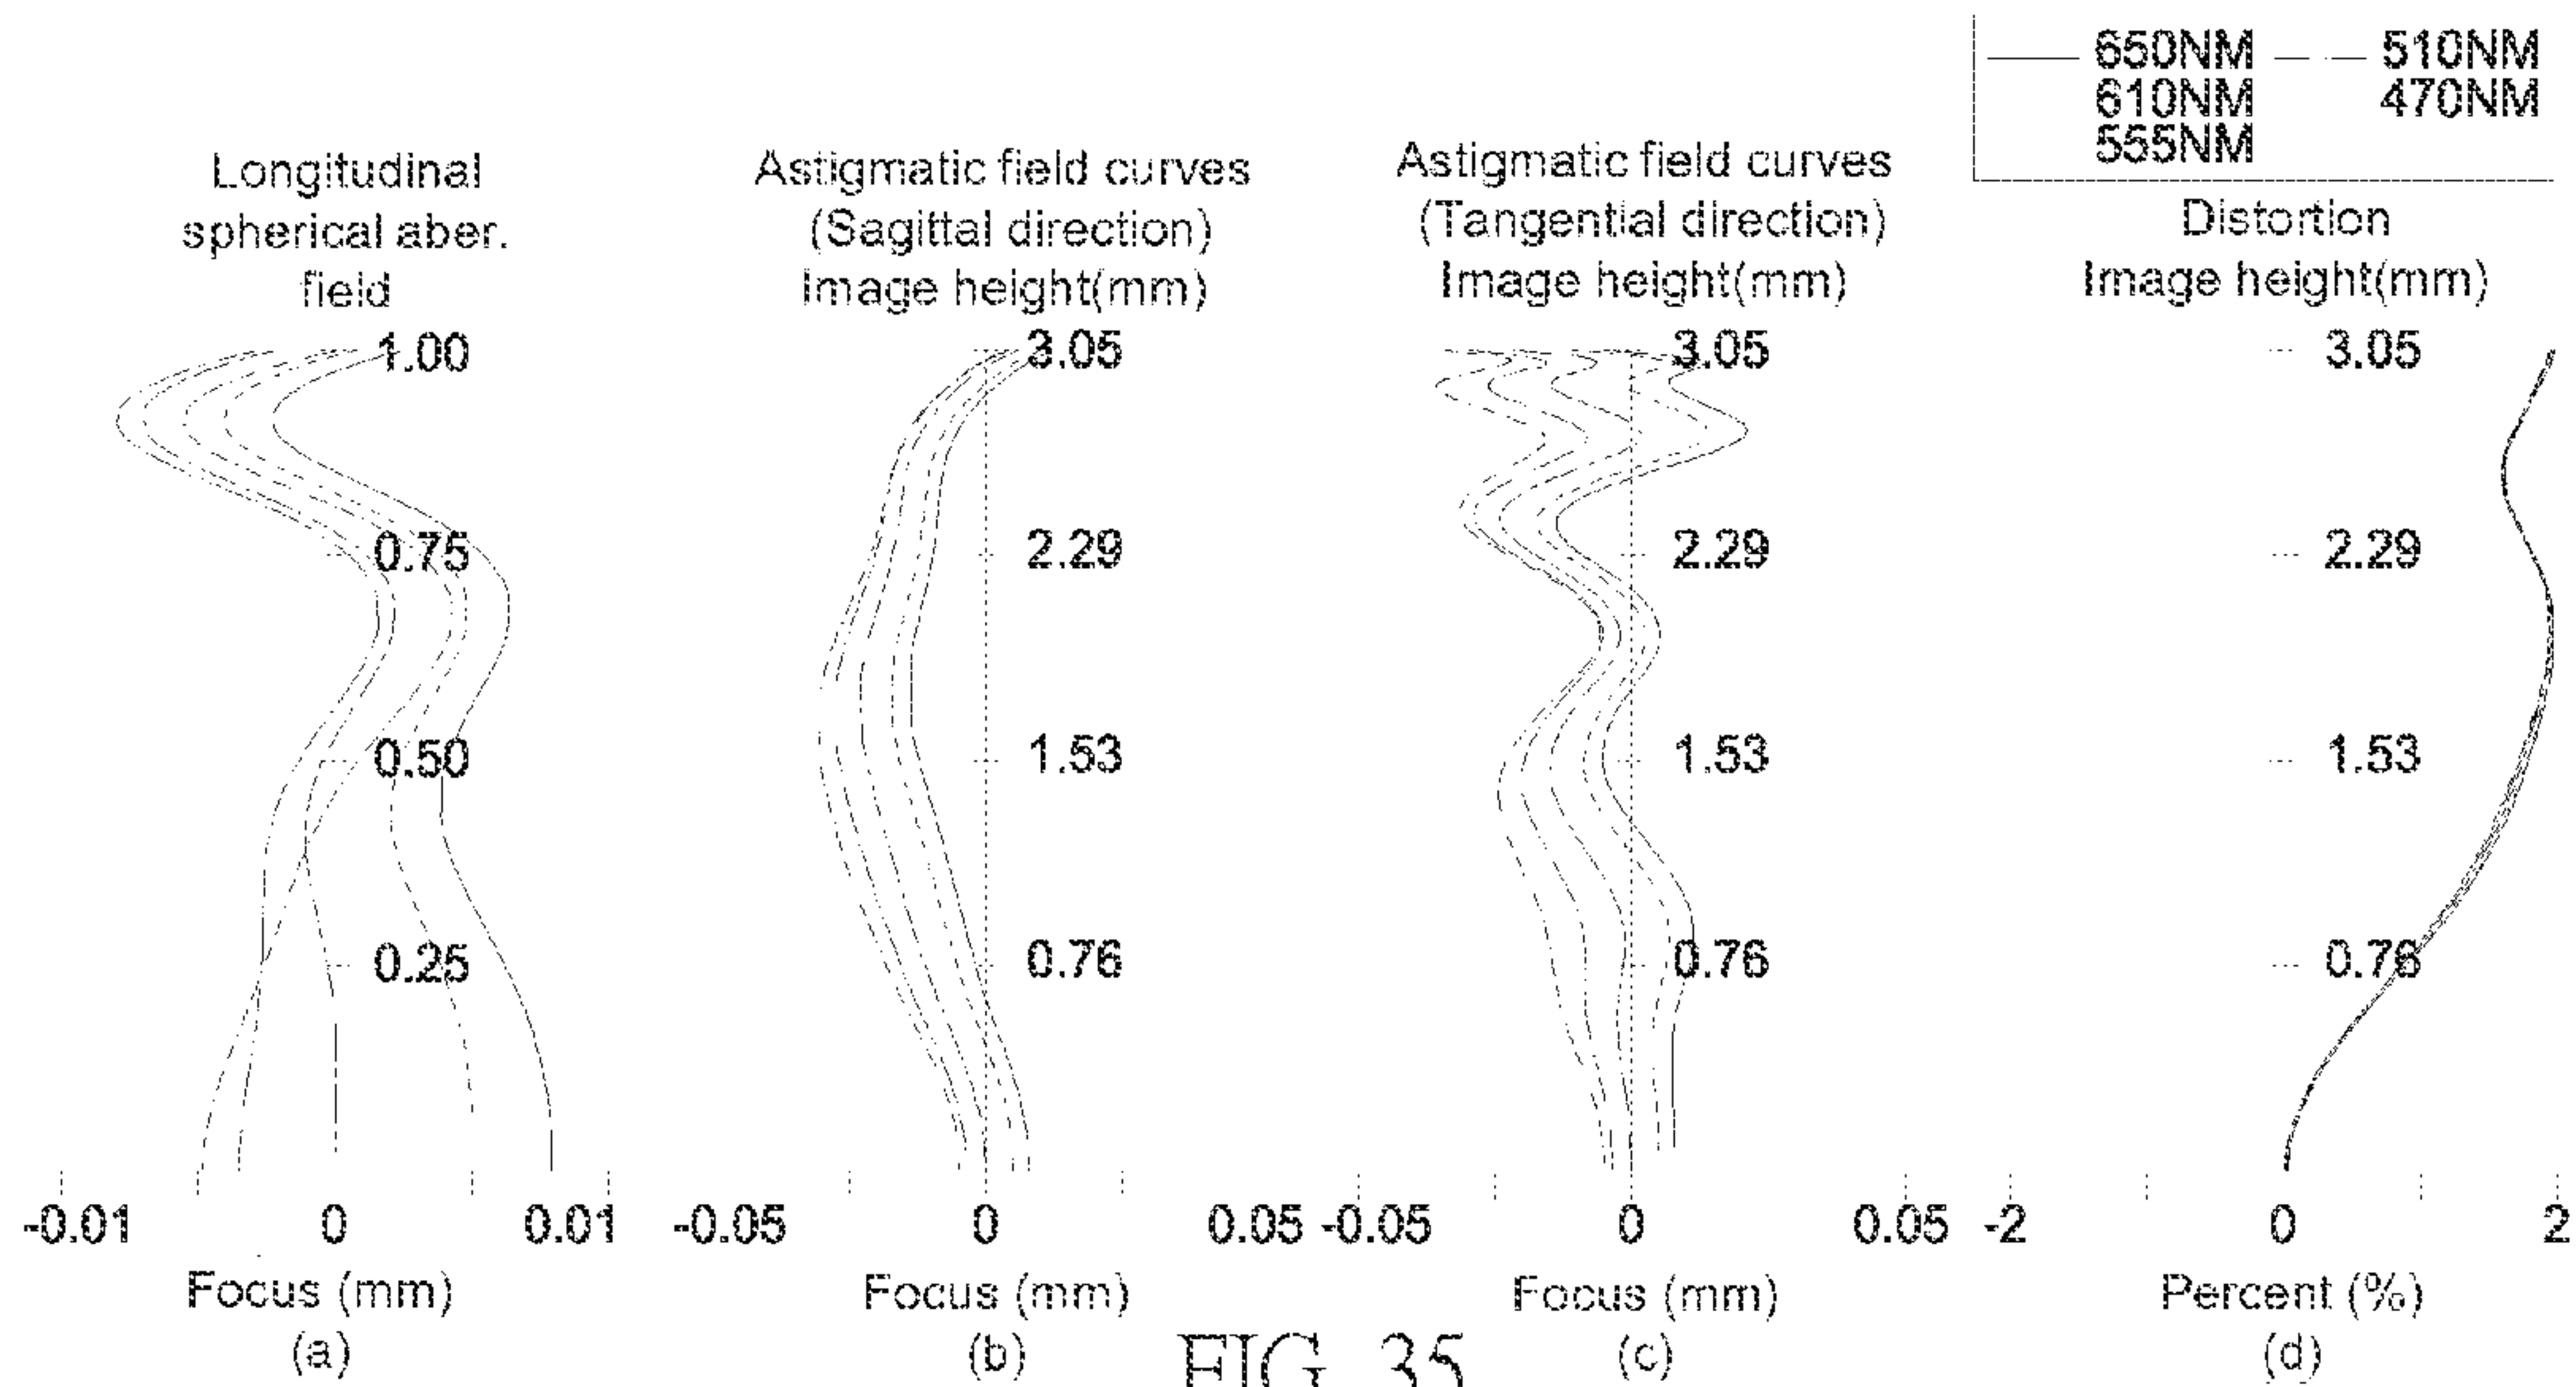 650NM 510NM
610NM 470NM
555NM
Longitudinal
spherical aber.
field
1.00
0.75
0.50
0.25
-0.01 0 0.01
Focus (mm)
(a)
Astigmatic field curves
(Sagittal direction)
Image height(mm)
3.05
2.29
1.53
0.76
-0.05 0 0.05
Focus (mm)
(b)
Astigmatic field curves
(Tangential direction)
Image height(mm)
3.05
2.29
1.53
0.76
-0.05 0 0.05
Focus (mm)
(c)
Distortion
Image height(mm)
3.05
2.29
1.53
0.76
-2 0 2
Percent (%)
(d)
FIG. 35